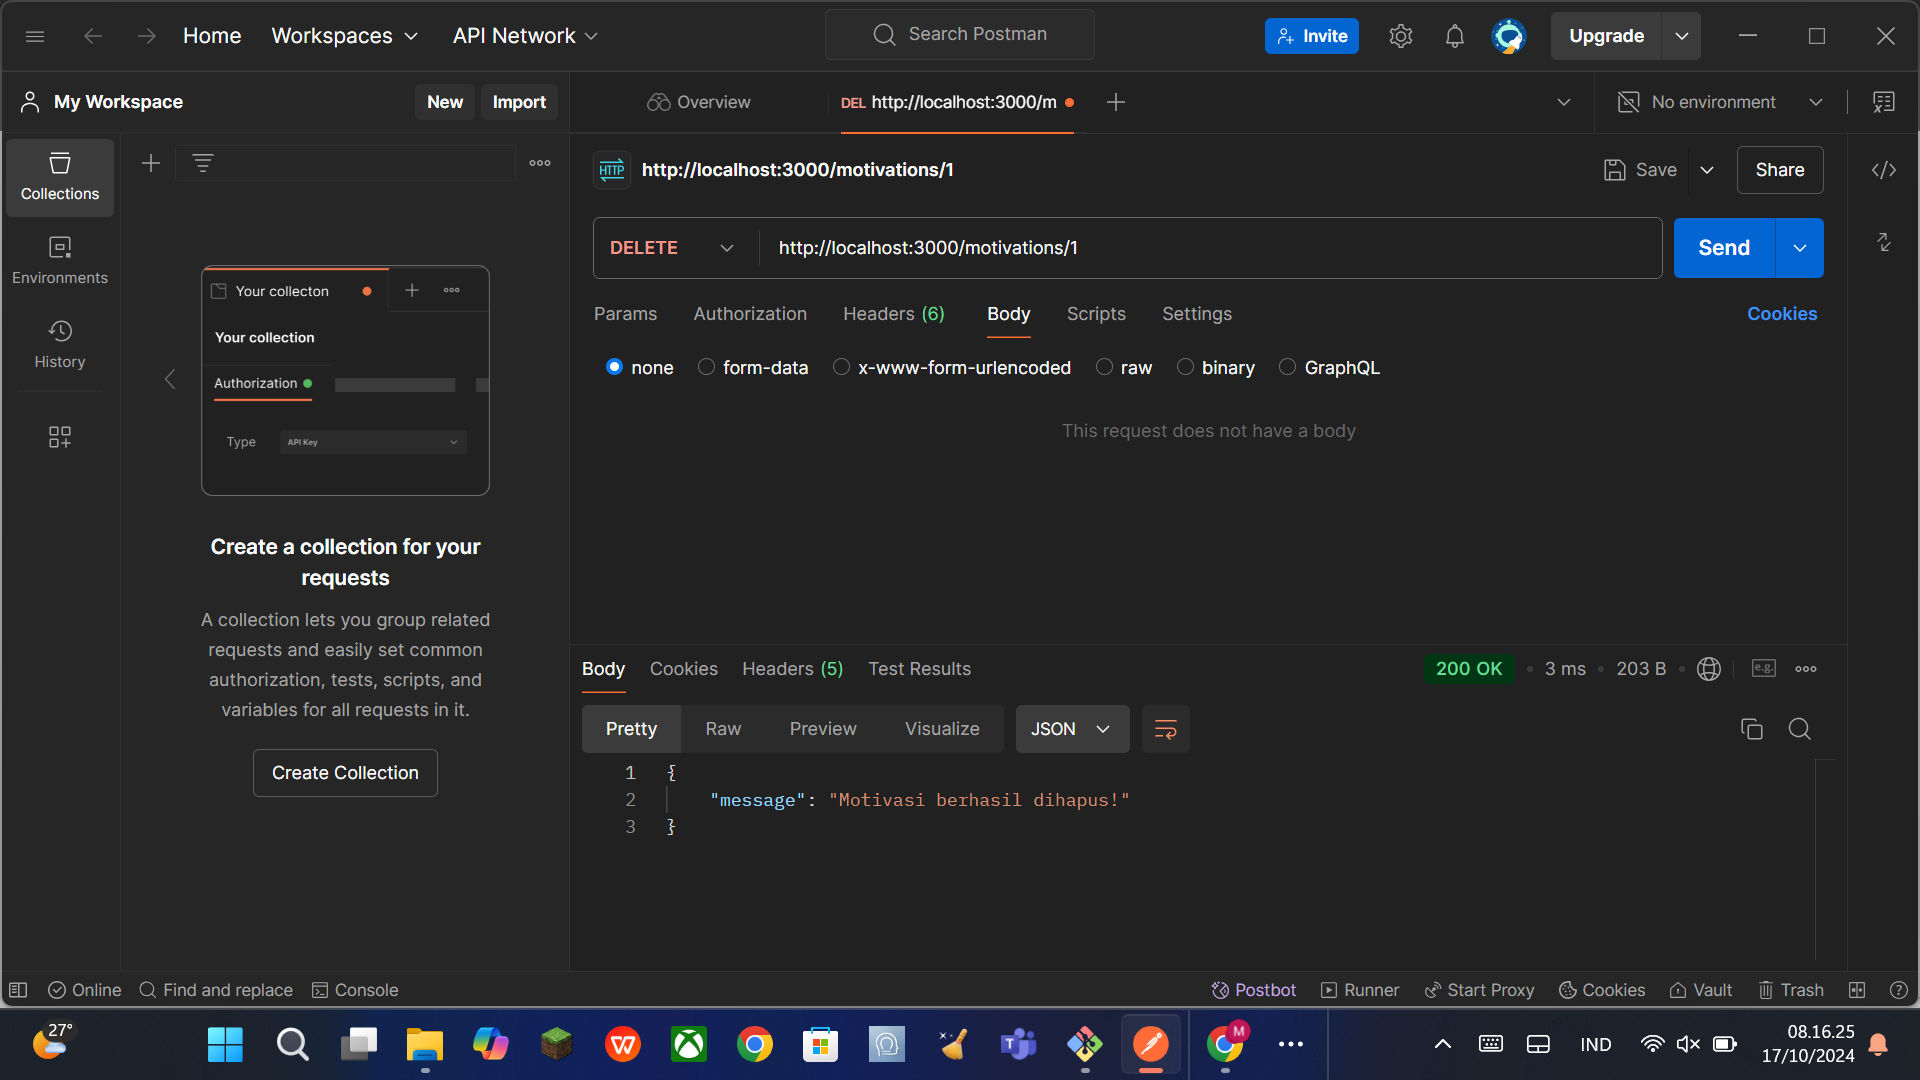 Home
Workspaces
API Network
Search Postman
Invite
Upgrade
My Workspace
New
Import
Overview
DEL http://localhost:3000/m
No environment
Collections
Environments
History
Your collecton
Your collection
Authorization
Type
API Key
Create a collection for your
requests
A collection lets you group related
requests and easily set common
authorization, tests, scripts, and
variables for all requests in it.
Create Collection
HTTP
http://localhost:3000/motivations/1
Save
Share
DELETE
http://localhost:3000/motivations/1
Send
Params
Authorization
Headers (6)
Body
Scripts
Settings
Cookies
none
form-data
x-www-form-urlencoded
raw
binary
GraphQL
This request does not have a body
Body
Cookies
Headers (5)
Test Results
200 OK
3 ms
203 B
e.g.
Pretty
Raw
Preview
Visualize
JSON
1 {
2 "message": "Motivasi berhasil dihapus!"
3 }
Online
Find and replace
Console
Postbot
Runner
Start Proxy
Cookies
Vault
Trash
27°
M
IND
08.16.25
17/10/2024